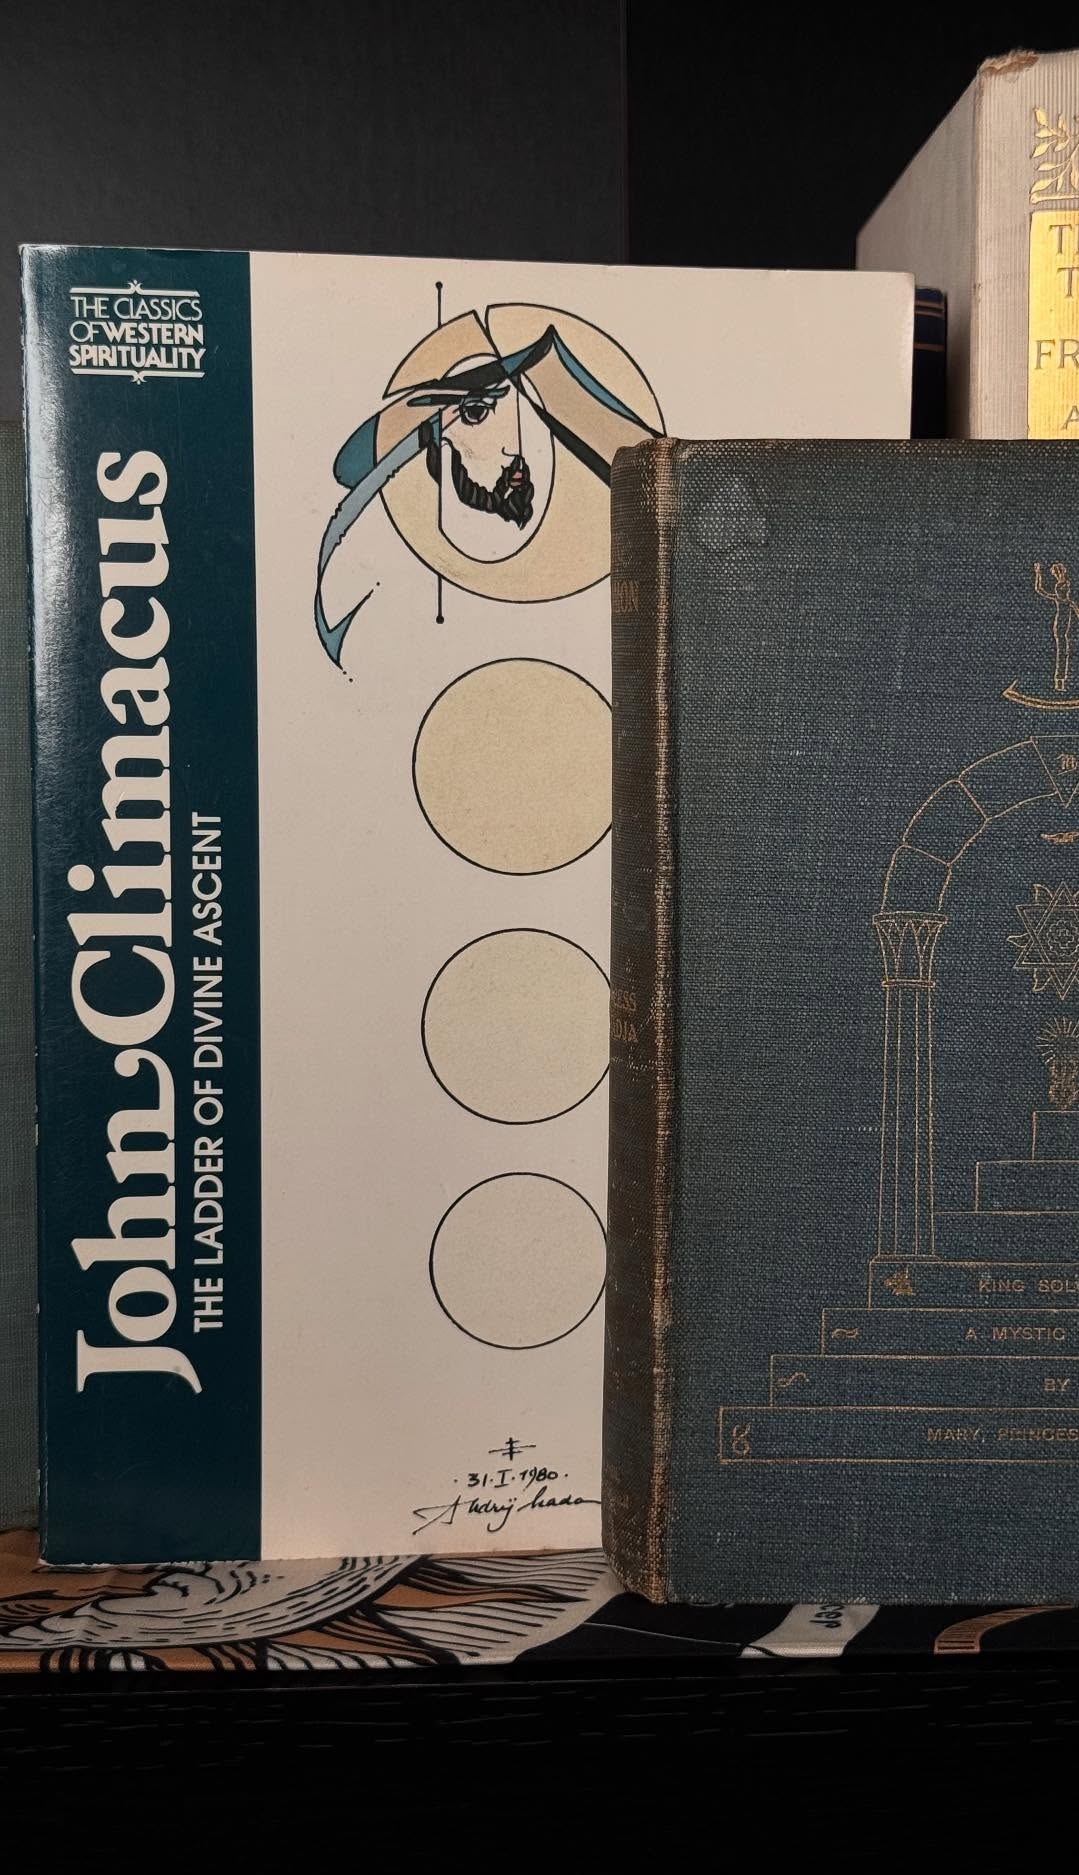 THE CLASSICS
OF WESTERN
SPIRITUALITY
John Climacus
THE LADDER OF DIVINE ASCENT
· 31·I·1980 ·
KING SOL
A MYSTIC
BY
MARY, PRINCES
FR
A